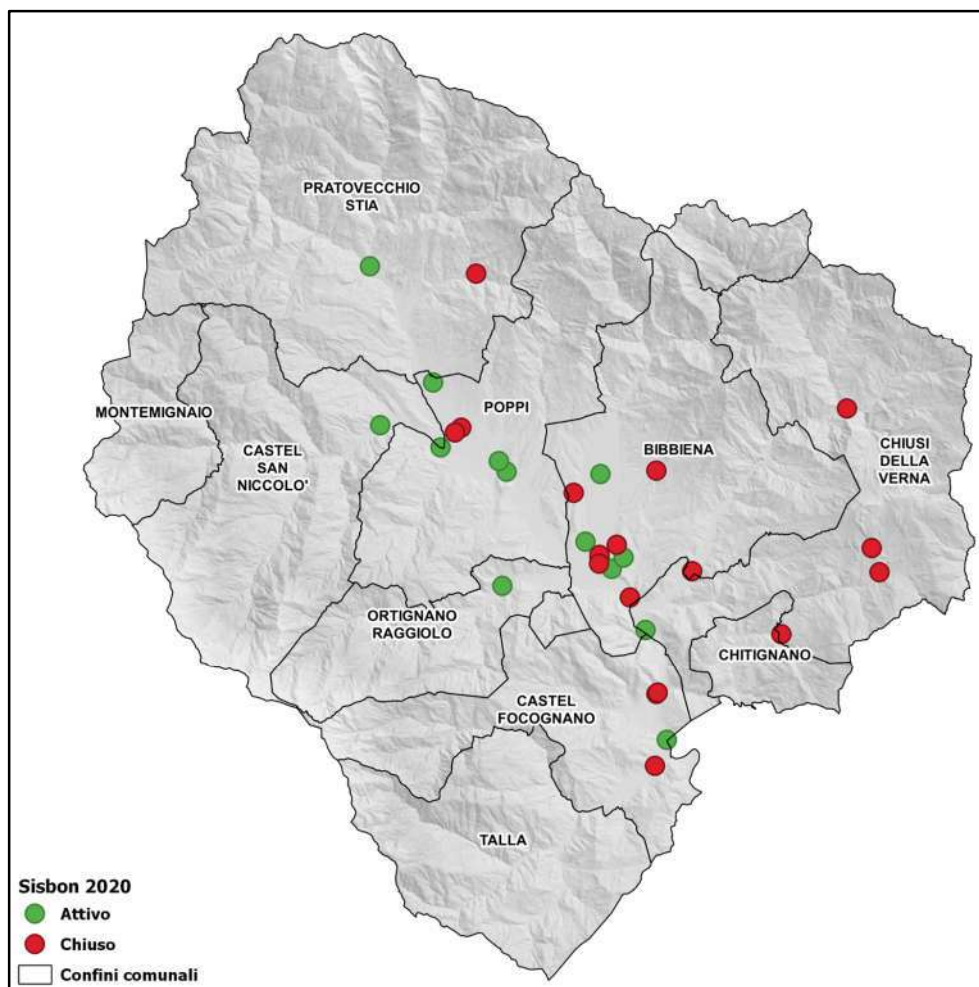 PRATOVECCHIO
STIA
MONTEMIGNAIO
POPPI
CASTEL
SAN
NICCOLO'
BIBBIENA
CHIUSI
DELLA
VERNA
ORTIGNANO
RAGGIOLO
CHITIGNANO
CASTEL
FOCOGNANO
TALLA
Sisbon 2020
Attivo
Chiuso
Confini comunali